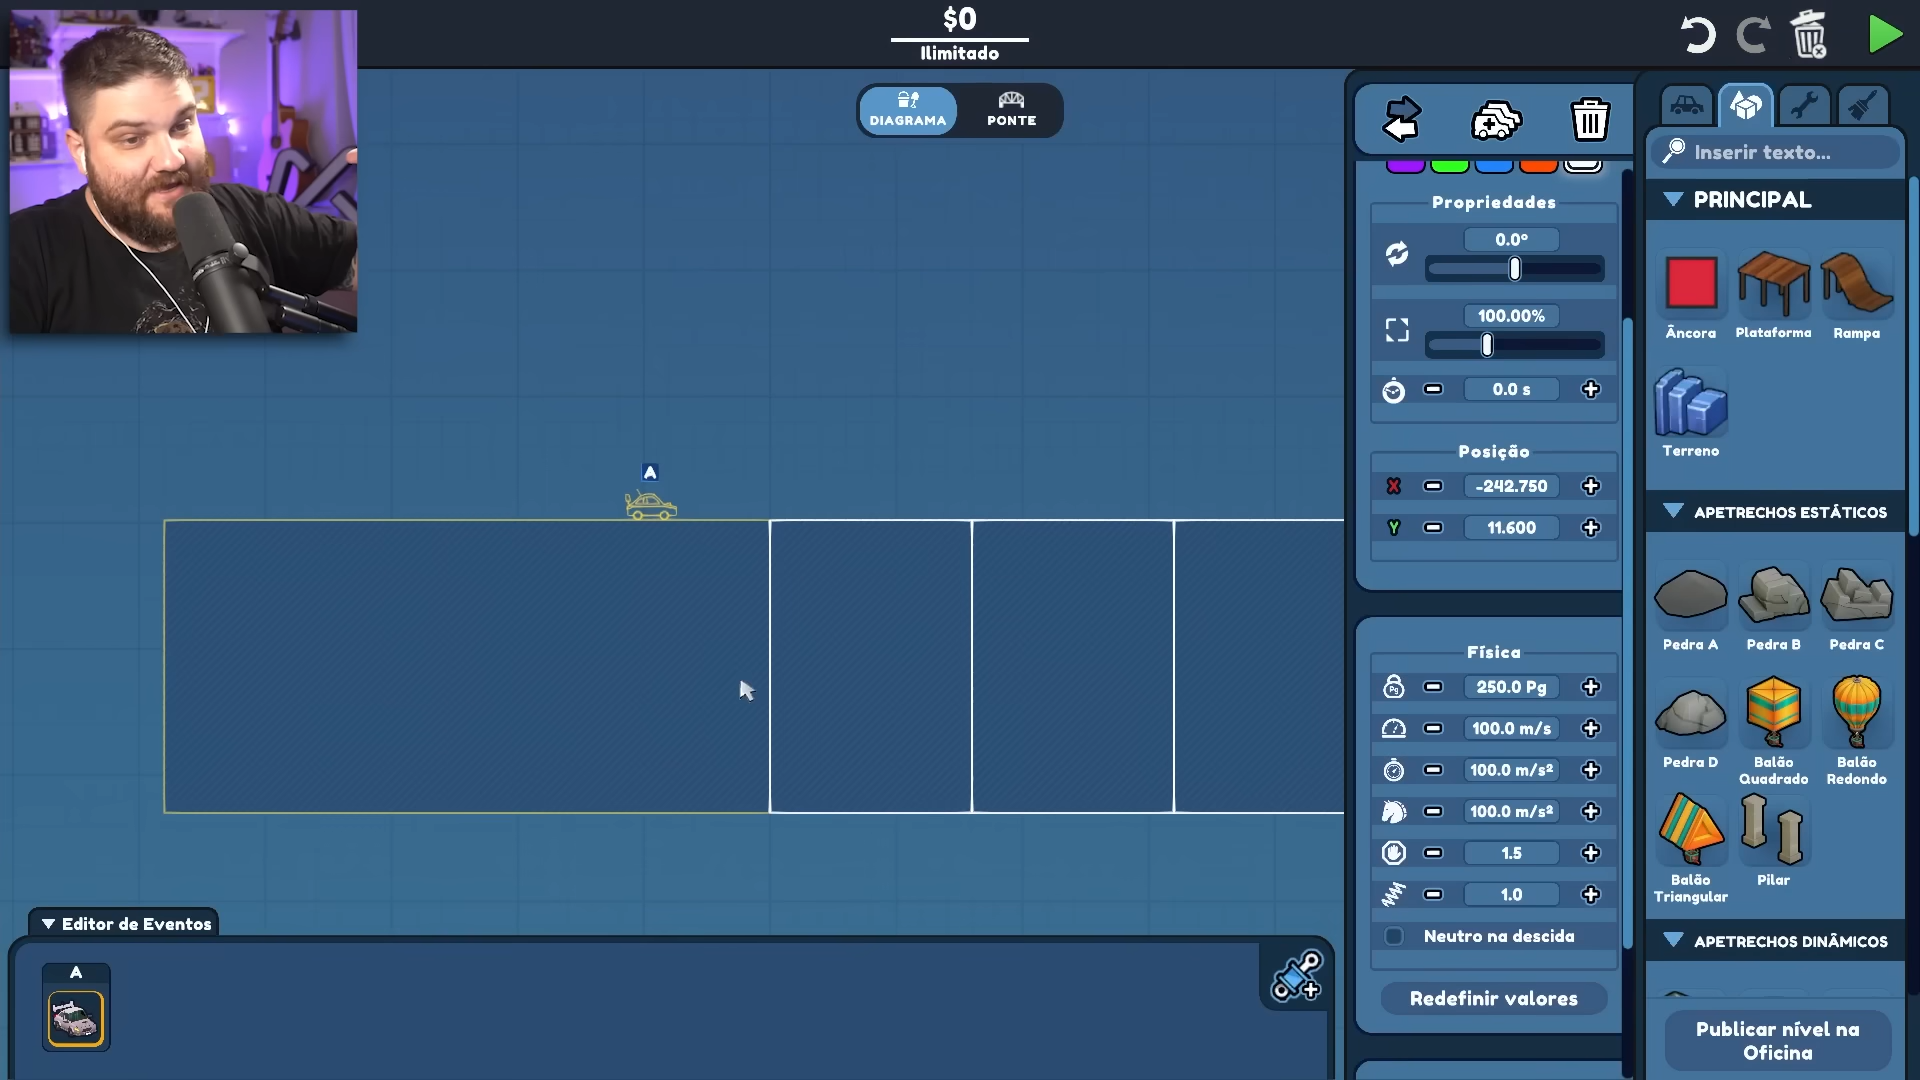 $0
Ilimitado
DIAGRAMA
PONTE
Inserir texto...
PRINCIPAL
Âncora
Plataforma
Rampa
Terreno
APETRECHOS ESTÁTICOS
Pedra A
Pedra B
Pedra C
Pedra D
Balão Quadrado
Balão Redondo
Balão Triangular
Pilar
APETRECHOS DINÂMICOS
Publicar nível na
Oficina
Propriedades
0.0°
100.00%
0.0 s
Posição
X
-242.750
Y
11.600
Física
Pg
250.0 Pg
100.0 m/s
100.0 m/s²
100.0 m/s²
1.5
1.0
Neutro na descida
Redefinir valores
A
Editor de Eventos
A